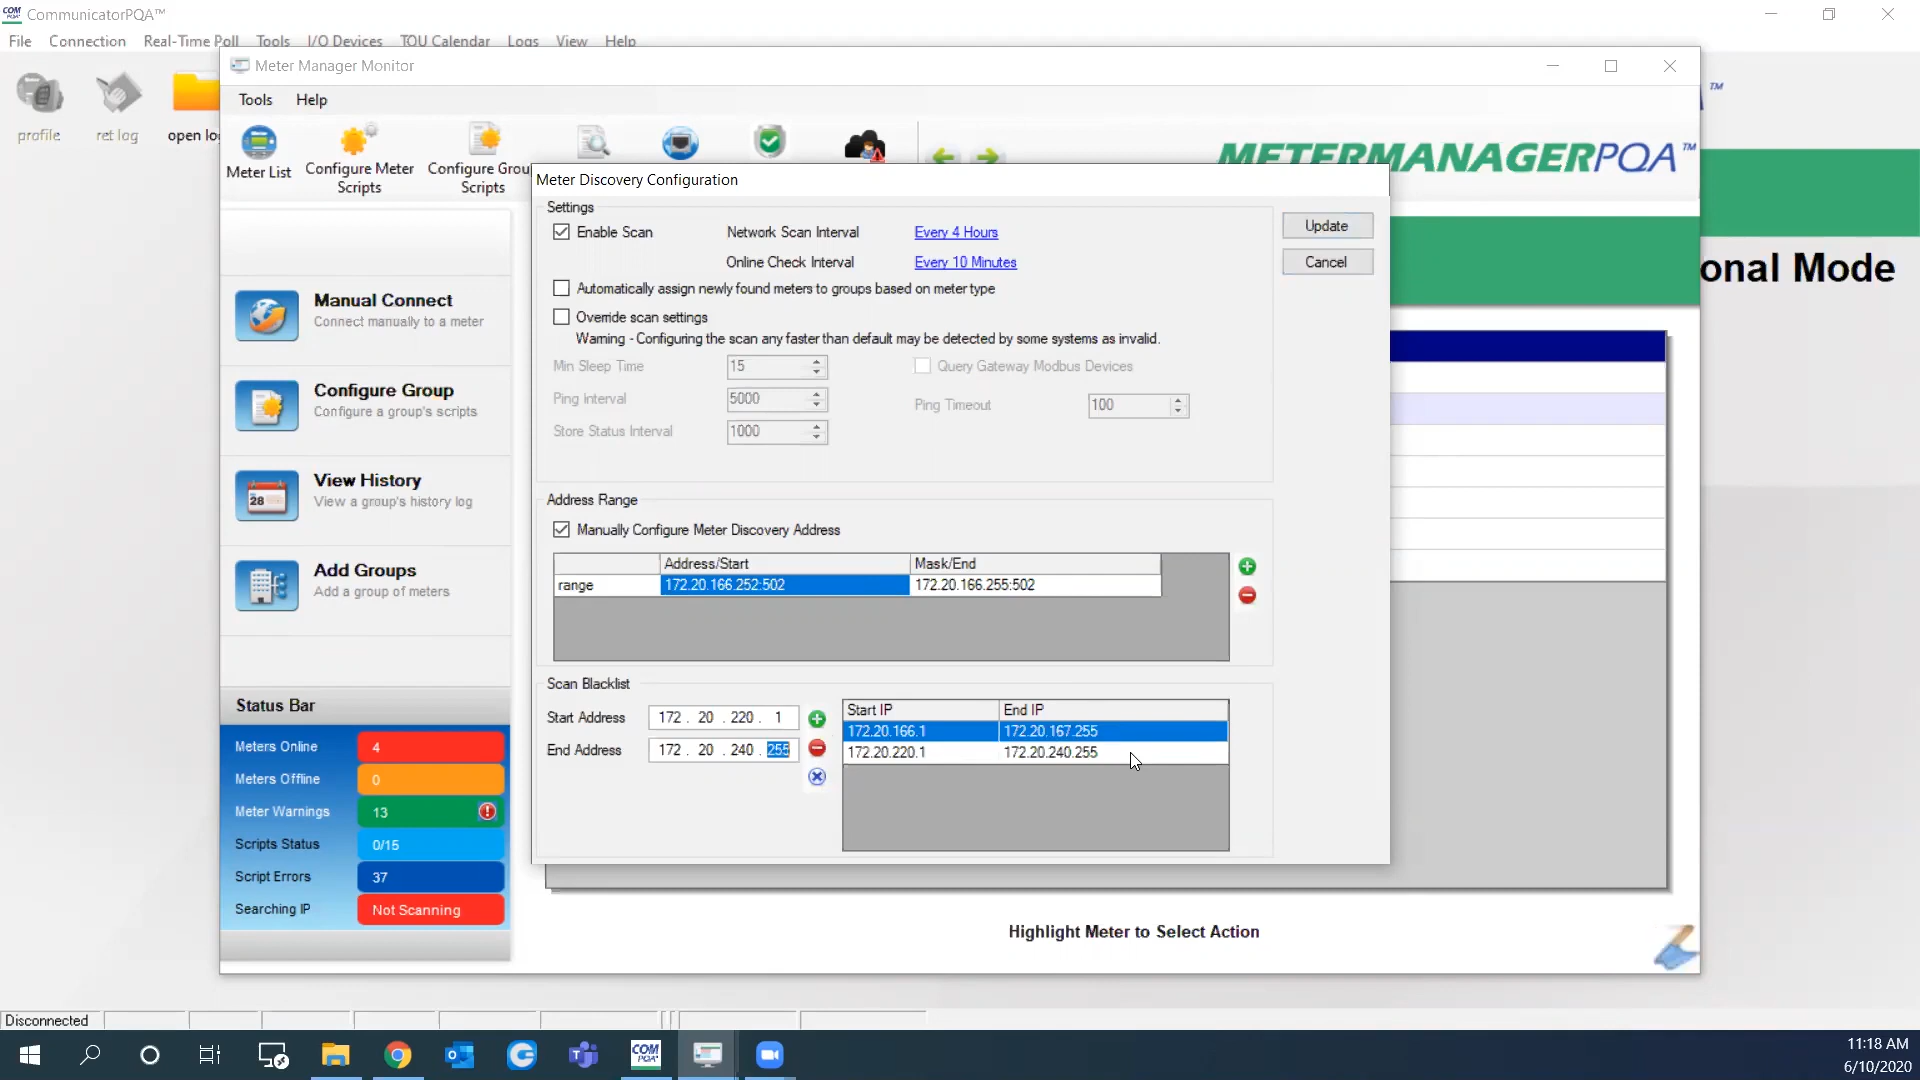 COM
PQA
CommunicatorPQA™
File Connection Real-Time Poll Tools I/O Devices TOU Calendar Logs View Help
profile
ret log
Meter Manager Monitor
Tools Help
Meter List
Configure Meter
Scripts
Scripts
METERMANAGERPQA™
TM
Mode
Manual Connect
Connect manually to a meter
Configure Group
Configure a group's scripts
28
View History
View a group's history log
Add Groups
Add a group of meters
Status Bar
Meters Online 4
Meters Offline 0
Meter Warnings 13
Scripts Status 0/15
Script Errors 37
Searching IP Not Scanning
Meter Discovery Configuration
Settings
Enable Scan
Network Scan Interval Every 4 Hours
Online Check Interval Every 10 Minutes
Automatically assign newly found meters to groups based on meter type
Override scan settings
Warning - Configuring the scan any faster than default may be detected by some systems as invalid.
Min Sleep Time 15
Query Gateway Modbus Devices
Ping Interval 5000
Ping Timeout 100
Store Status Interval 1000
Update
Cancel
Address Range
Manually Configure Meter Discovery Address
Address/Start Mask/End
range 172.20.166.252:502 172.20.166.255:502
Scan Blacklist
Start Address 172 . 20 . 220 . 1
End Address 172 . 20 . 240 . 255
Start IP End IP
172.20.166.1 172.20.167.255
172.20.220.1 172.20.240.255
Highlight Meter to Select Action
Disconnected
COM
PQA
11:18 AM
6/10/2020